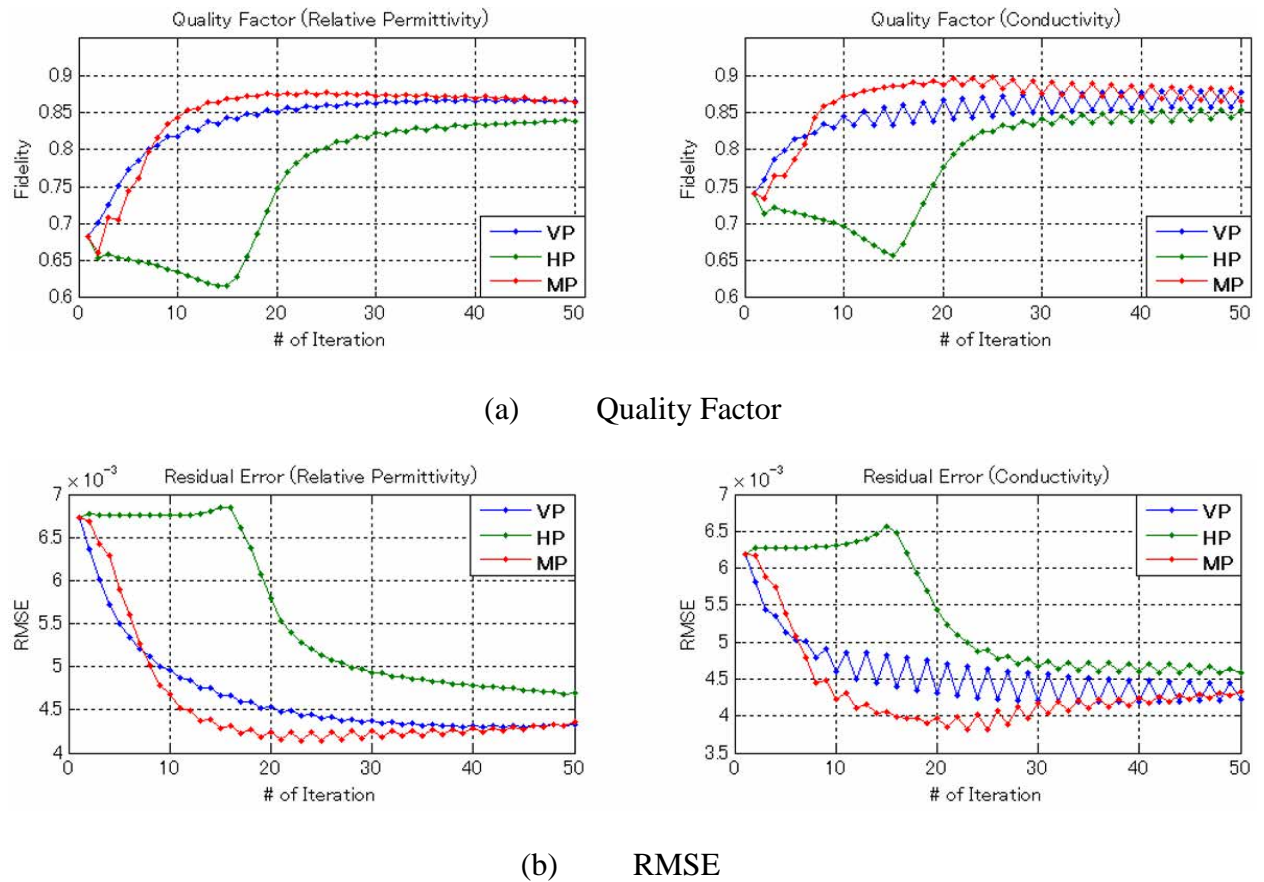 Quality Factor (Relative Permittivity)
Fidelity
0.9
0.85
0.8
0.75
0.7
0.65
0.6
0 10 20 30 40 50
# of Iteration
VP
HP
MP
Quality Factor (Conductivity)
Fidelity
0.9
0.85
0.8
0.75
0.7
0.65
0.6
0 10 20 30 40 50
# of Iteration
VP
HP
MP
(a) Quality Factor
Residual Error (Relative Permittivity)
× 10⁻³
RMSE
7
6.5
6
5.5
5
4.5
4
0 10 20 30 40 50
# of Iteration
VP
HP
MP
Residual Error (Conductivity)
× 10⁻³
RMSE
7
6.5
6
5.5
5
4.5
4
3.5
0 10 20 30 40 50
# of Iteration
VP
HP
MP
(b) RMSE